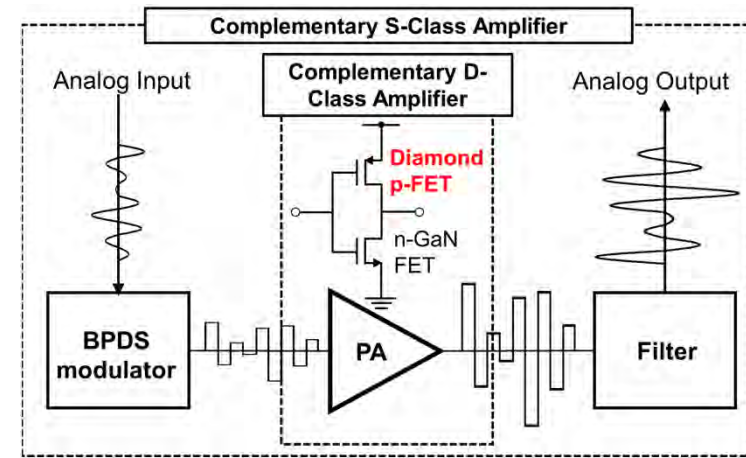 Complementary S-Class Amplifier
Analog Input
Complementary D-
Class Amplifier
Analog Output
Diamond
p-FET
n-GaN
FET
BPDS
modulator
PA
Filter